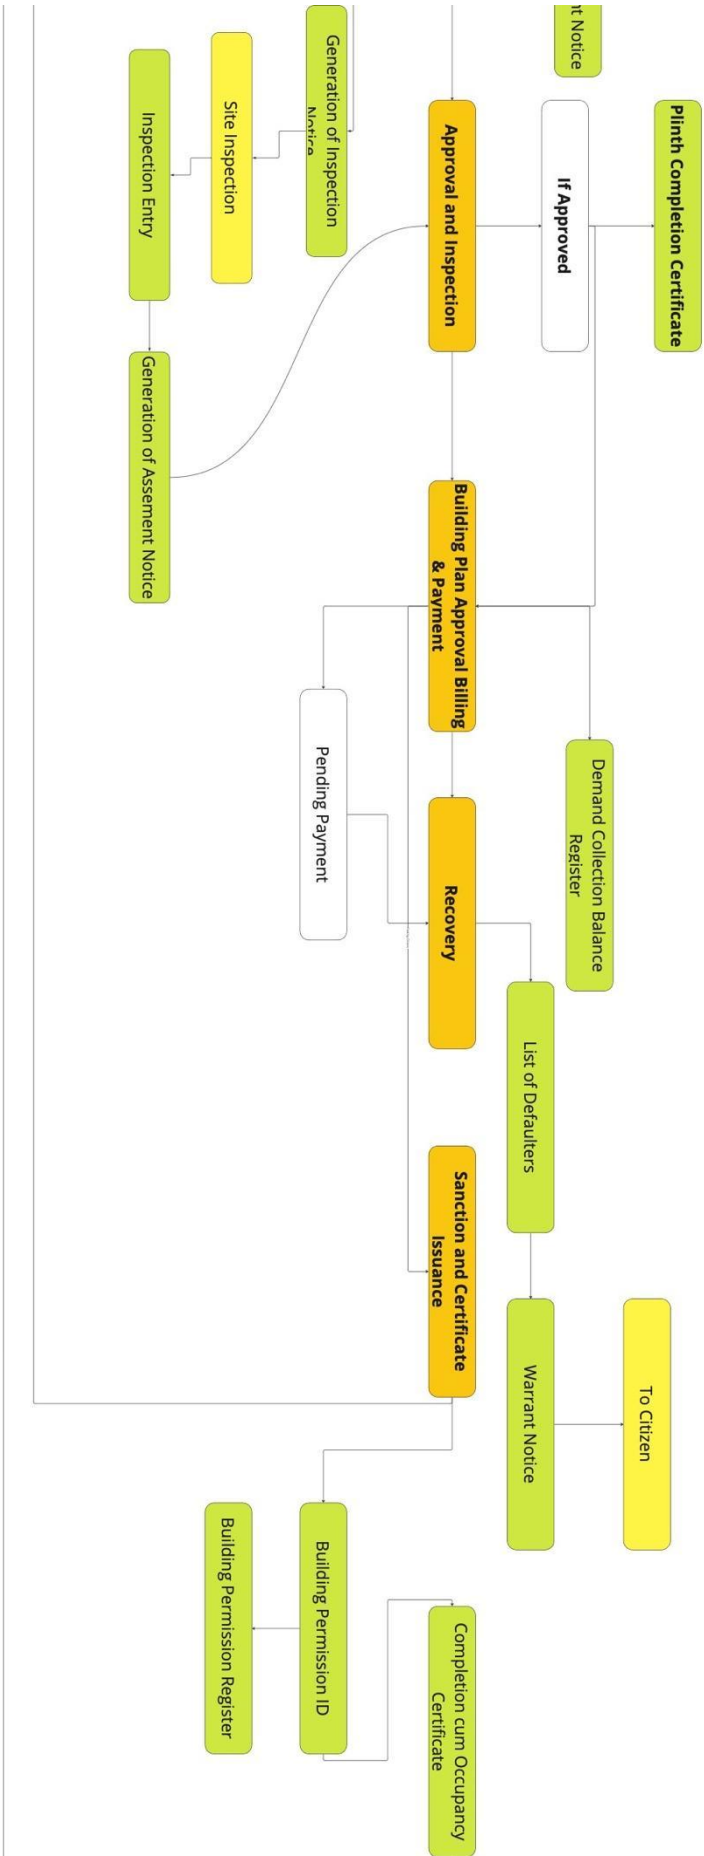 Plinth Completion Certificate
To Citizen
nt Notice
If Approved
Demand Collection Balance
Register
List of Defaulters
Warrant Notice
Approval and Inspection
Building Plan Approval Billing
& Payment
Recovery
Sanction and Certificate
Issuance
Completion cum Occupancy
Certificate
Generation of Inspection
Notice
Pending Payment
Building Permission ID
Site Inspection
Building Permission Register
Inspection Entry
Generation of Assement Notice